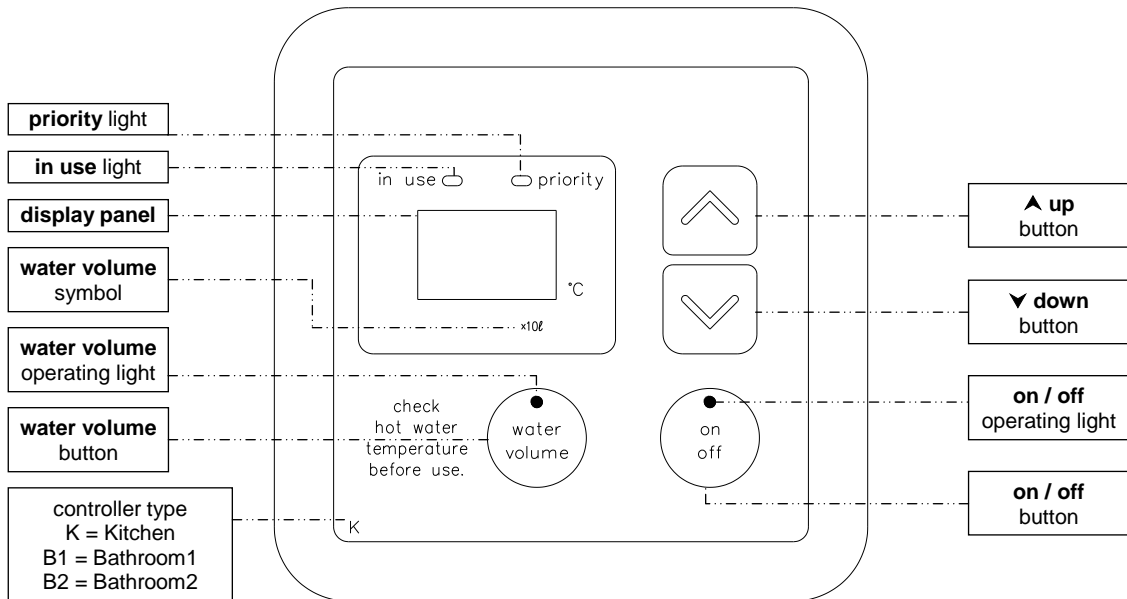 priority light
in use light
display panel
water volume
symbol
water volume
operating light
water volume
button
controller type
K = Kitchen
B1 = Bathroom1
B2 = Bathroom2
in use
priority
°C
x10ℓ
check
hot water
temperature
before use.
water
volume
on
off
K
⮝ up
button
⮟ down
button
on / off
operating light
on / off
button